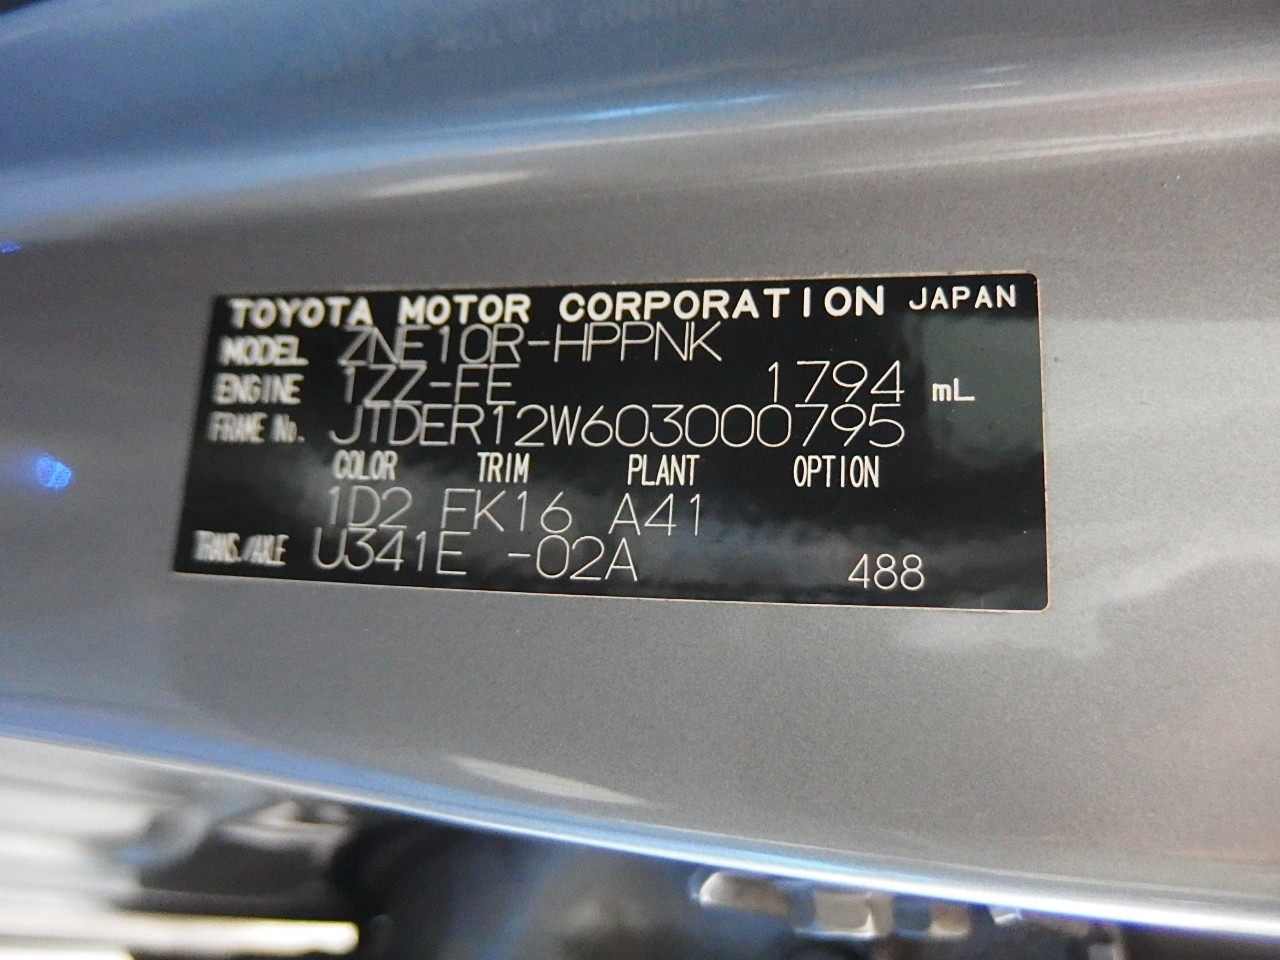 TOYOTA MOTOR CORPORATION JAPAN
MODEL ZNE10R-HPPNK
ENGINE 1ZZ-FE 1794 mL
FRAME No. JTDER12W603000795
COLOR TRIM PLANT OPTION
1D2 FK16 A41
TRANS./AXLE U341E -02A 488